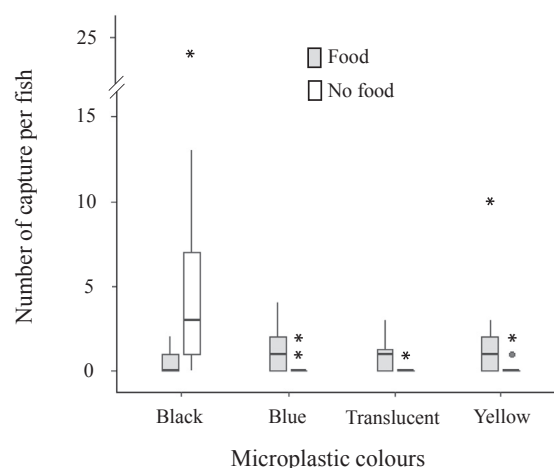 25
Food
No food
15
10
5
0
Number of capture per fish
Black Blue Translucent Yellow
Microplastic colours